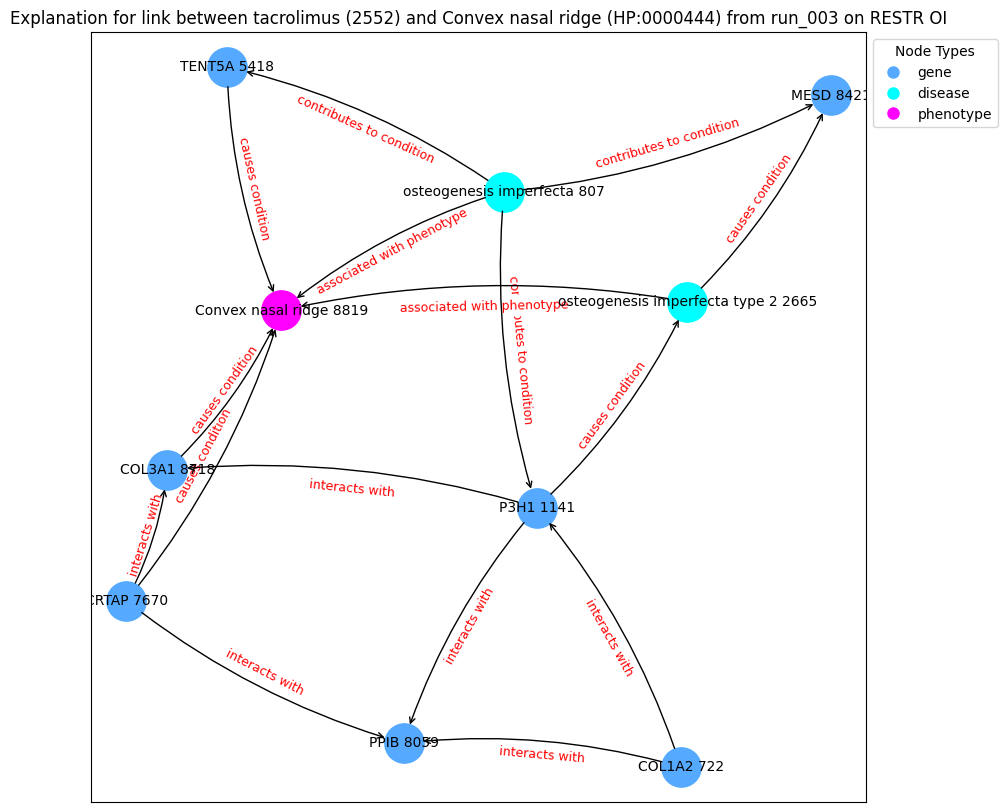 Explanation for link between tacrolimus (2552) and Convex nasal ridge (HP:0000444) from run_003 on RESTR OI
Node Types
gene
disease
phenotype
TENT5A 5418
MESD 8421
contributes to condition
contributes to condition
causes condition
osteogenesis imperfecta 807
causes condition
associated with phenotype
Convex nasal ridge 8819
associated with phenotype
osteogenesis imperfecta type 2 2665
to condition
causes condition
causes condition
causes condition
COL3A1 8718
interacts with
P3H1 1141
interacts with
CRTAP 7670
interacts with
interacts with
interacts with
PPIB 8059
interacts with
COL1A2 722